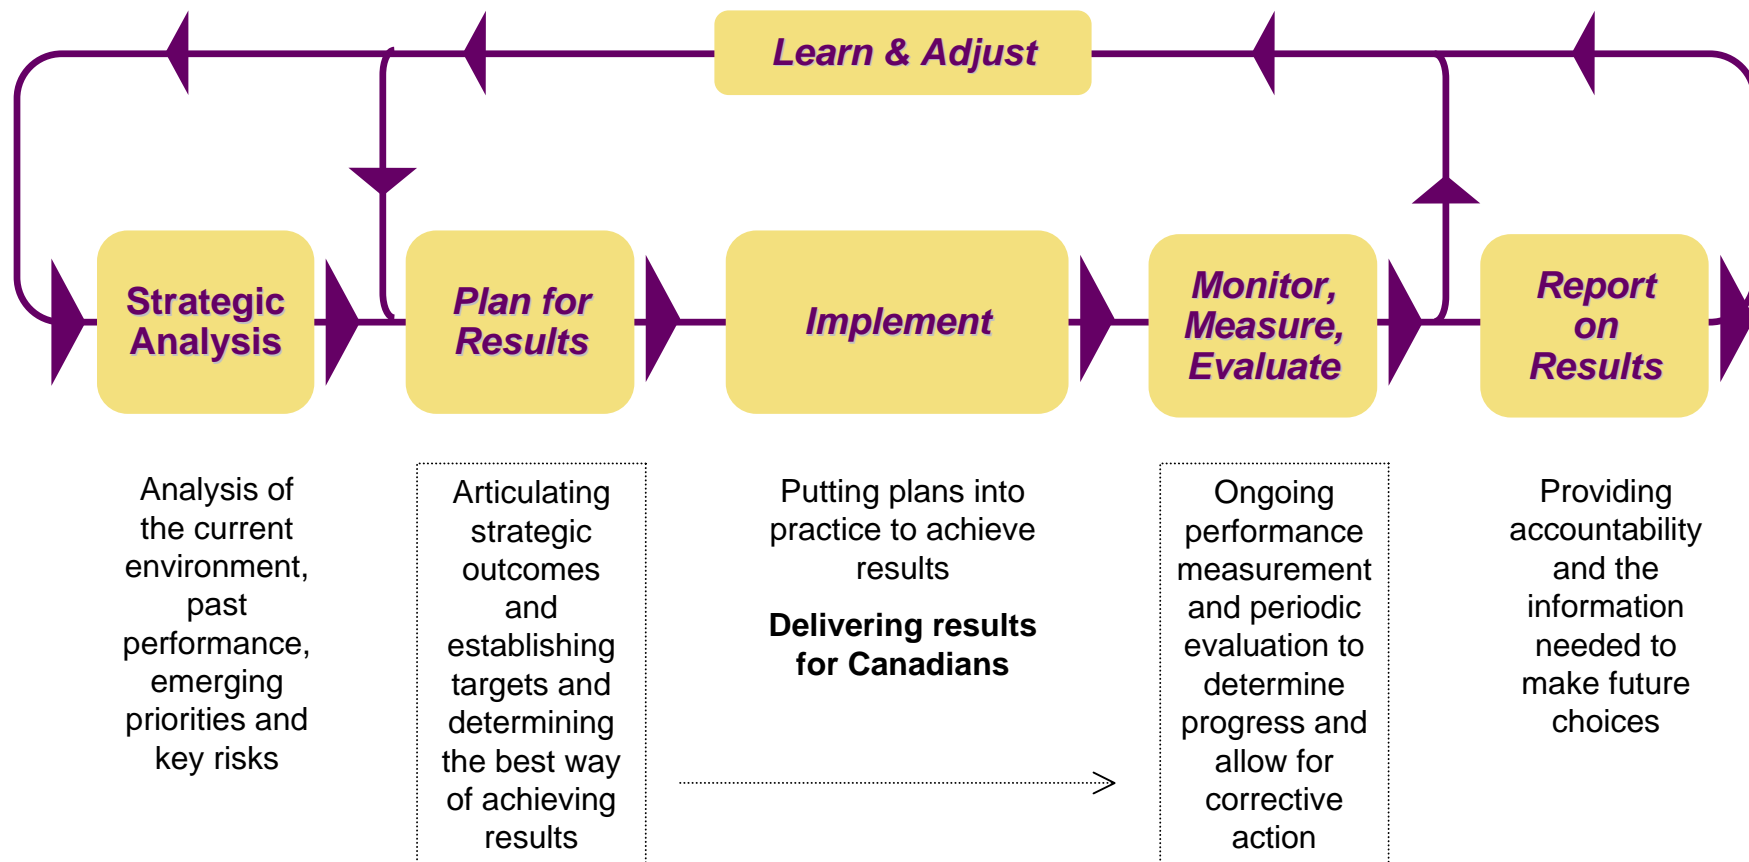 Learn & Adjust
Strategic
Analysis
Plan for
Results
Implement
Monitor,
Measure,
Evaluate
Report
on
Results
Analysis of
the current
environment,
past
performance,
emerging
priorities and
key risks
Articulating
strategic
outcomes
and
establishing
targets and
determining
the best way
of achieving
results
Putting plans into
practice to achieve
results
Delivering results
for Canadians
Ongoing
performance
measurement
and periodic
evaluation to
determine
progress and
allow for
corrective
action
Providing
accountability
and the
information
needed to
make future
choices